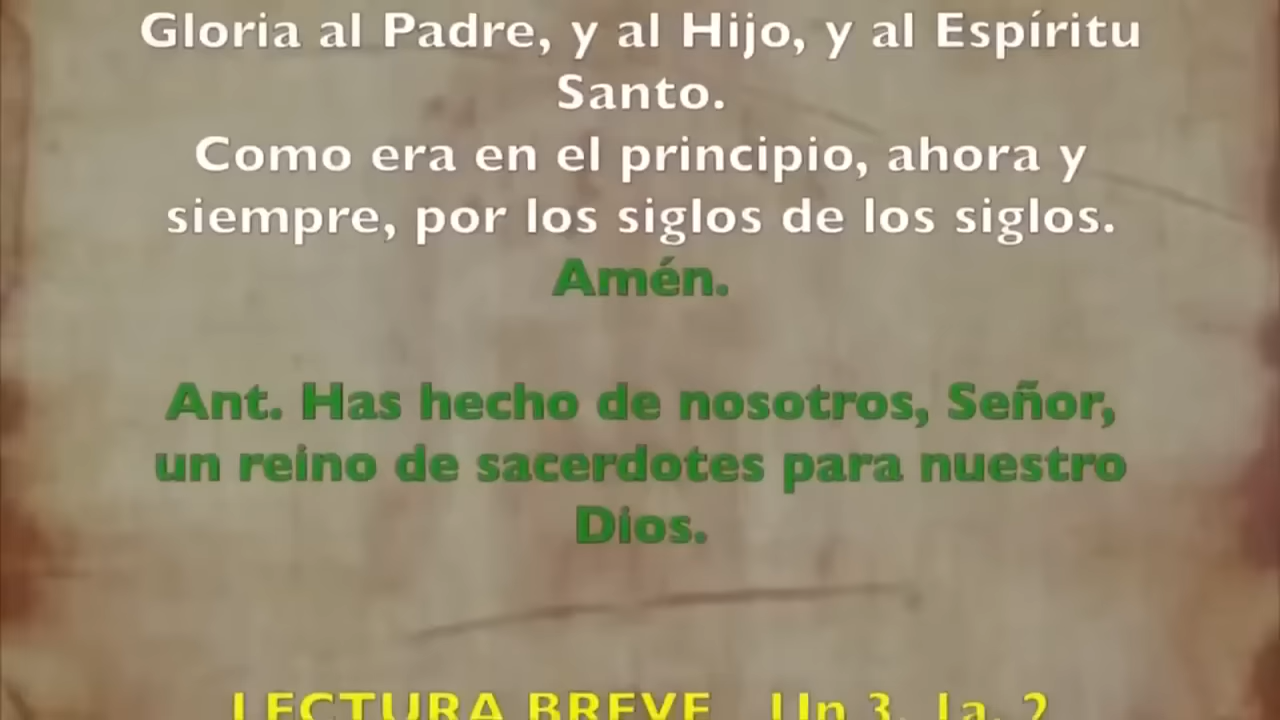 Gloria al Padre, y al Hijo, y al Espíritu
Santo.
Como era en el principio, ahora y
siempre, por los siglos de los siglos.
Amén.
Ant. Has hecho de nosotros, Señor,
un reino de sacerdotes para nuestro
Dios.
LECTURA BREVE